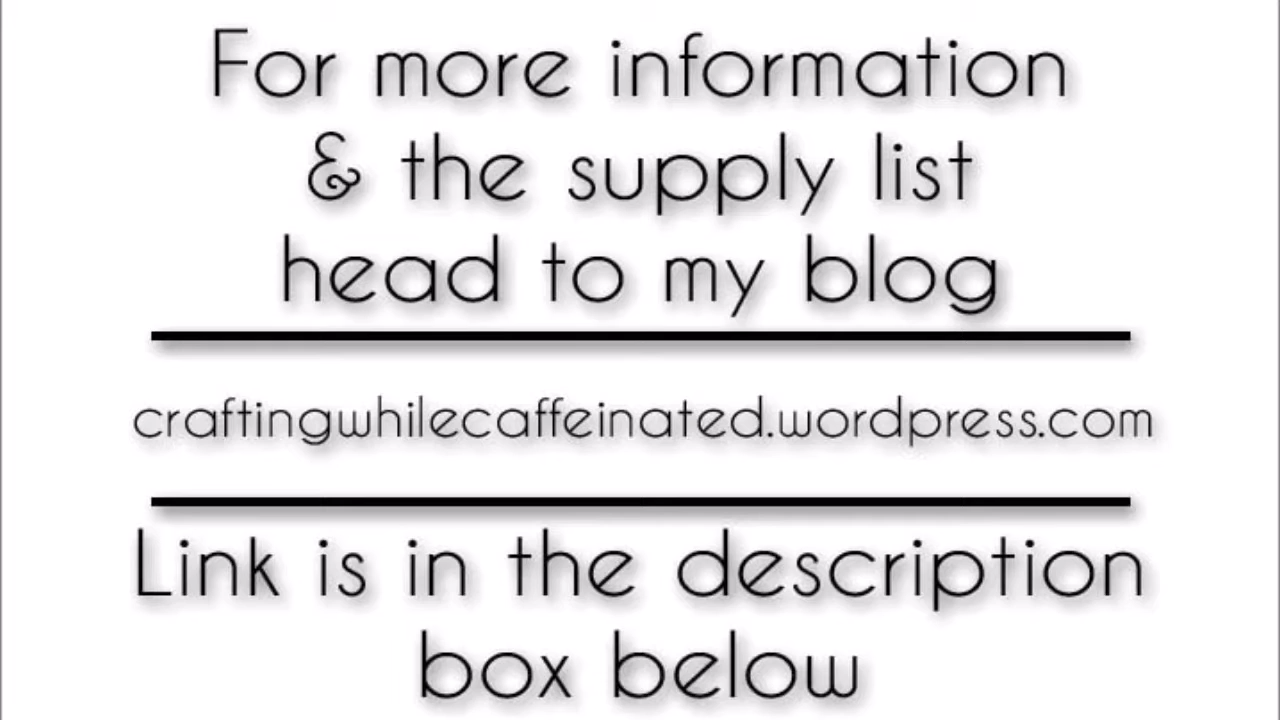 For more information
& the supply list
head to my blog
craftingwhilecaffeinated.wordpress.com
Link is in the description
box below